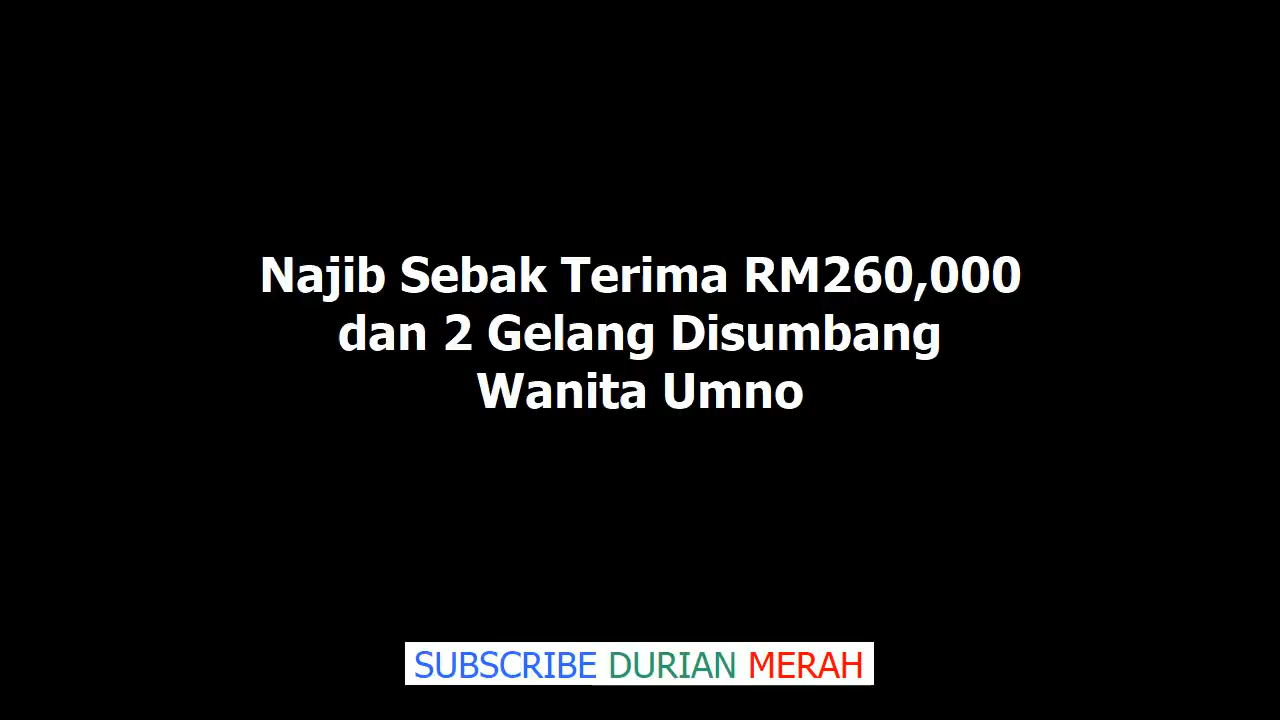 Najib Sebak Terima RM260,000
dan 2 Gelang Disumbang
Wanita Umno
SUBSCRIBE DURIAN MERAH